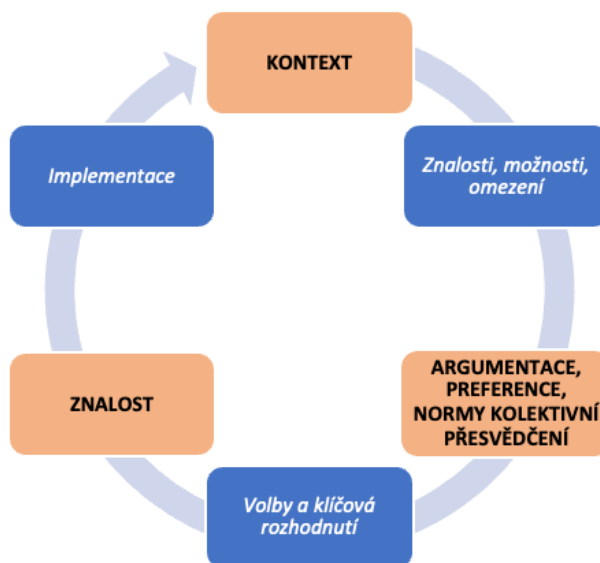 KONTEXT
Znalosti, možnosti,
omezení
ARGUMENTACE,
PREFERENCE,
NORMY KOLEKTIVNÍ
PŘESVĚDČENÍ
Volby a klíčová
rozhodnutí
ZNALOST
Implementace